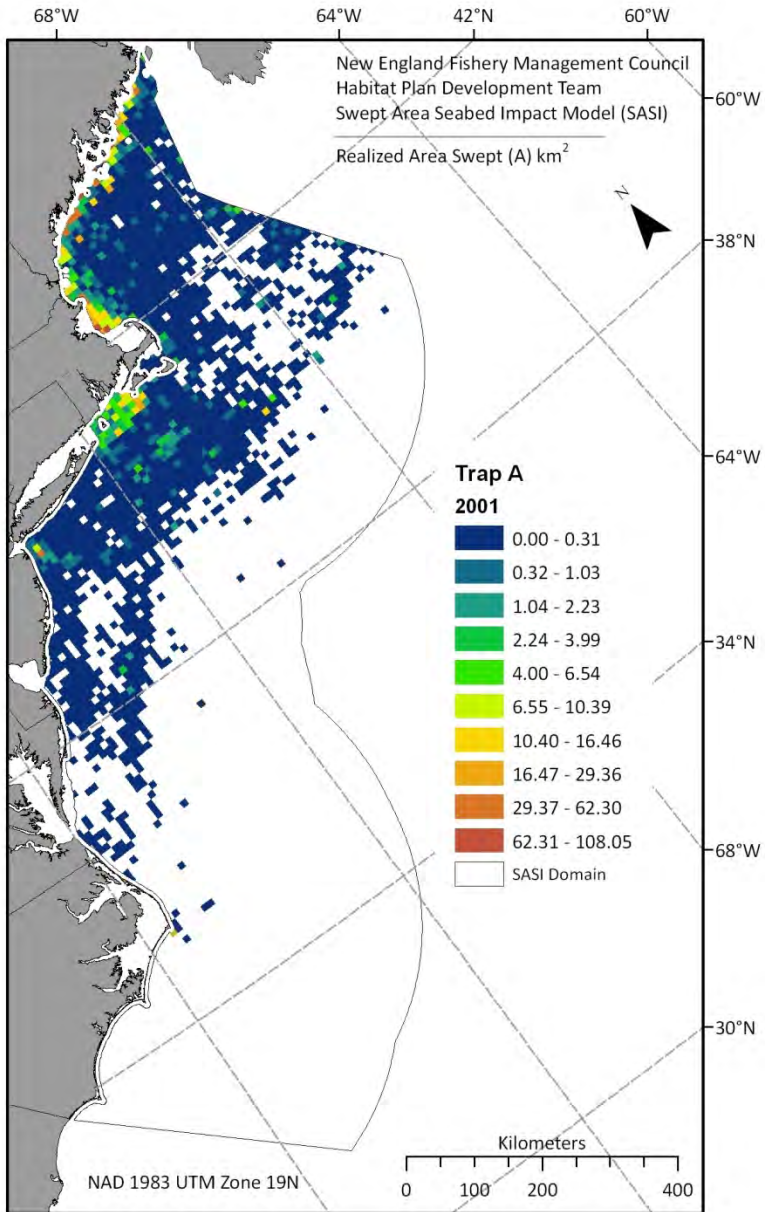 68°W 64°W 42°N 60°W
New England Fishery Management Council
Habitat Plan Development Team
Swept Area Seabed Impact Model (SASI)
Realized Area Swept (A) km²
N
60°W
38°N
64°W
34°N
68°W
30°N
Trap A
2001
0.00 - 0.31
0.32 - 1.03
1.04 - 2.23
2.24 - 3.99
4.00 - 6.54
6.55 - 10.39
10.40 - 16.46
16.47 - 29.36
29.37 - 62.30
62.31 - 108.05
SASI Domain
Kilometers
0 100 200 300 400
NAD 1983 UTM Zone 19N